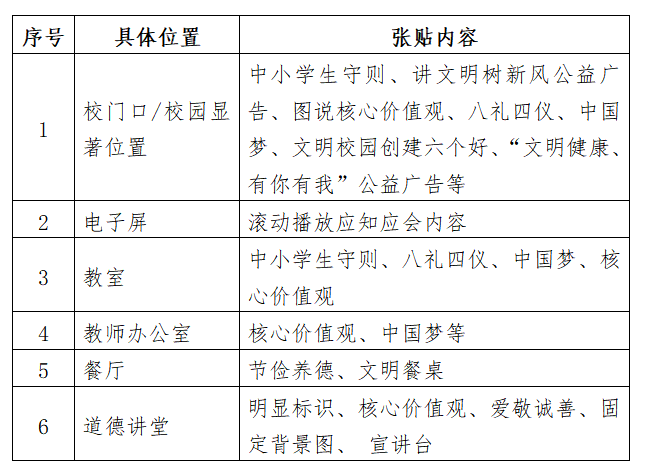 序号 具体位置 张贴内容
1 校门口/校园显著位置 中小学生守则、讲文明树新风公益广
告、图说核心价值观、八礼四仪、中国
梦、文明校园创建六个好、“文明健康、
有你有我”公益广告等
2 电子屏 滚动播放应知应会内容
3 教室 中小学生守则、八礼四仪、中国梦、核
心价值观
4 教师办公室 核心价值观、中国梦等
5 餐厅 节俭养德、文明餐桌
6 道德讲堂 明显标识、核心价值观、爱敬诚善、固
定背景图、 宣讲台